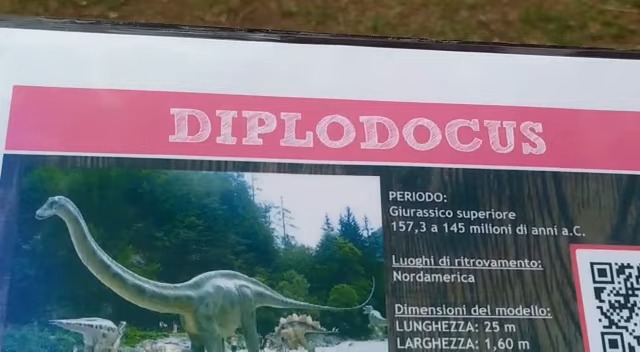 DIPLODOCUS
PERIODO:
Giurassico superiore
157,3 a 145 milioni di anni a.C.
Luoghi di ritrovamento:
Nordamerica
Dimensioni del modello:
LUNGHEZZA: 25 m
LARGHEZZA: 1,60 m